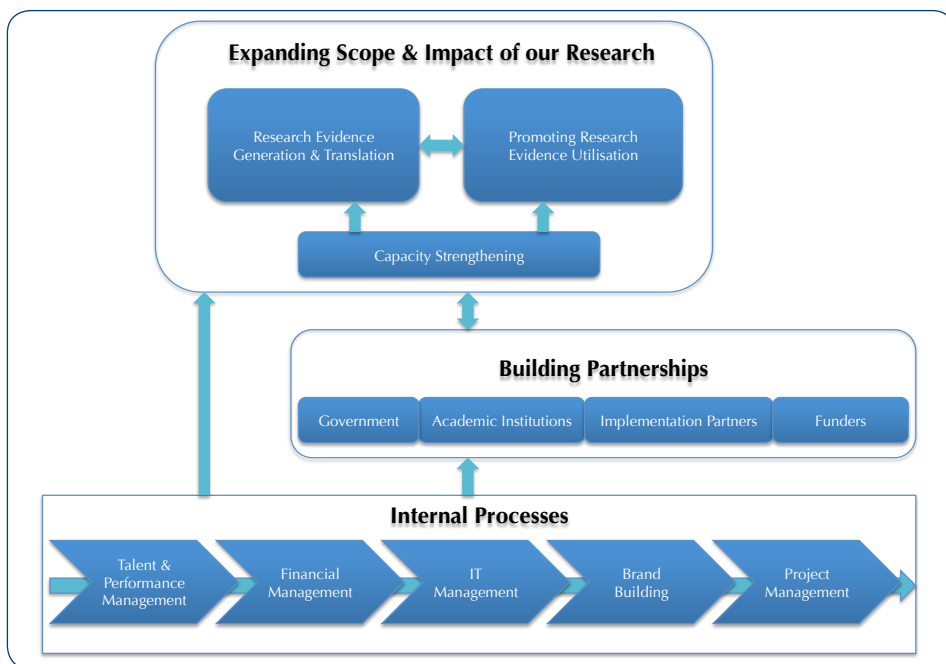 Expanding Scope & Impact of our Research
Research Evidence
Generation & Translation
Promoting Research
Evidence Utilisation
Capacity Strengthening
Building Partnerships
Government
Academic Institutions
Implementation Partners
Funders
Internal Processes
Talent &
Performance
Management
Financial
Management
IT
Management
Brand
Building
Project
Management